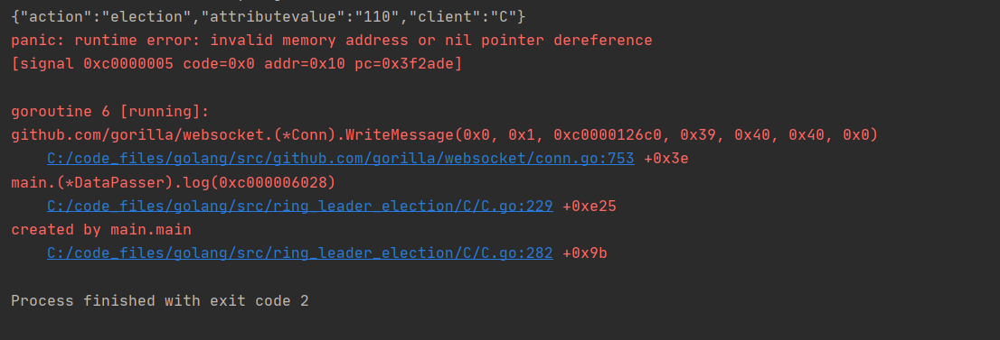 {"action":"election","attributevalue":"110","client":"C"}
panic: runtime error: invalid memory address or nil pointer dereference
[signal 0xc0000005 code=0x0 addr=0x10 pc=0x3f2ade]
goroutine 6 [running]:
github.com/gorilla/websocket.(*Conn).WriteMessage(0x0, 0x1, 0xc0000126c0, 0x39, 0x40, 0x40, 0x0)
C:/code_files/golang/src/github.com/gorilla/websocket/conn.go:753 +0x3e
main.(*DataPasser).log(0xc000006028)
C:/code_files/golang/src/ring_leader_election/C/C.go:229 +0xe25
created by main.main
C:/code_files/golang/src/ring_leader_election/C/C.go:282 +0x9b
Process finished with exit code 2